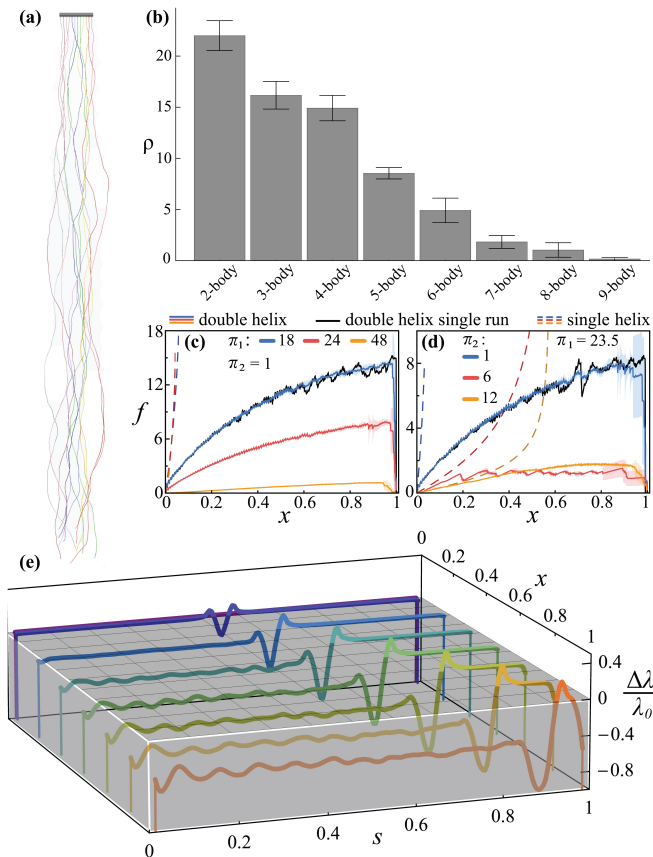 (a)
(b)
20
15
10
5
0
ρ
2-body
3-body
4-body
5-body
6-body
7-body
8-body
9-body
double helix
double helix single run
single helix
18
12
6
0
f
π₁:
18
24
48
(c)
π₂ = 1
0
0.2
0.4
0.6
0.8
1
x
8
4
0
(d)
π₂:
1
6
12
π₁ = 23.5
0
0.2
0.4
0.6
0.8
1
x
(e)
0
0.2
0.4
0.6
0.8
1
x
0.4
0
−0.4
−0.8
Δλ
λ₀
0
0.2
0.4
0.6
0.8
1
s